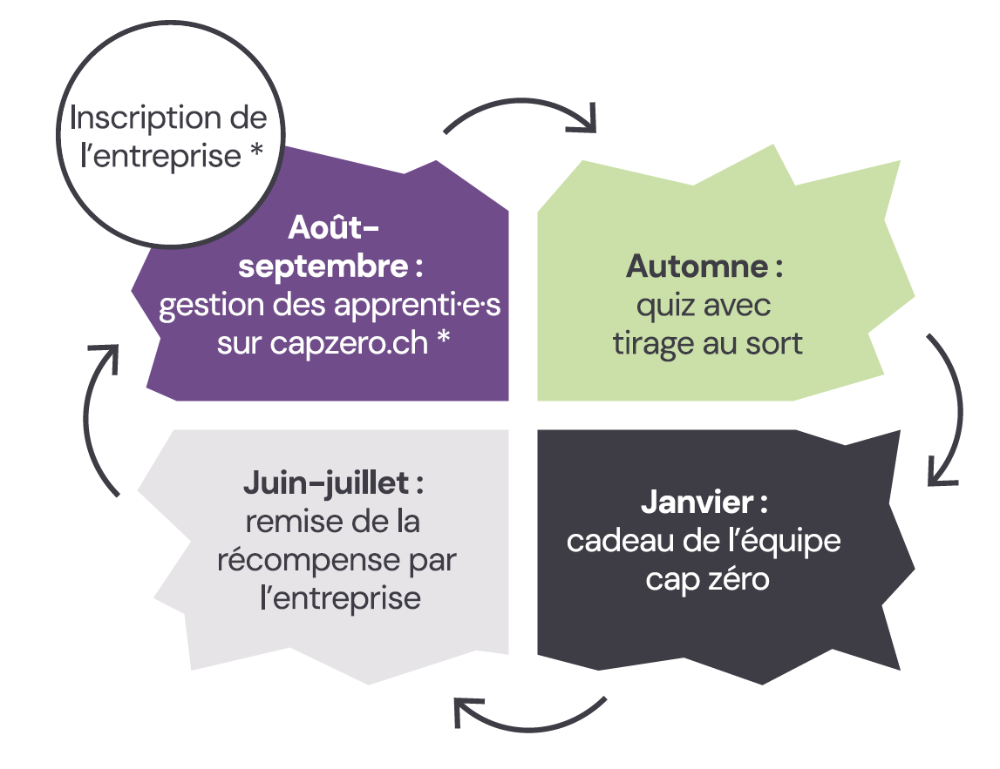 Inscription de
l’entreprise *
Août–
septembre :
gestion des apprenti·e·s
sur capzero.ch *
Automne :
quiz avec
tirage au sort
Juin–juillet :
remise de la
récompense par
l’entreprise
Janvier :
cadeau de l’équipe
cap zéro